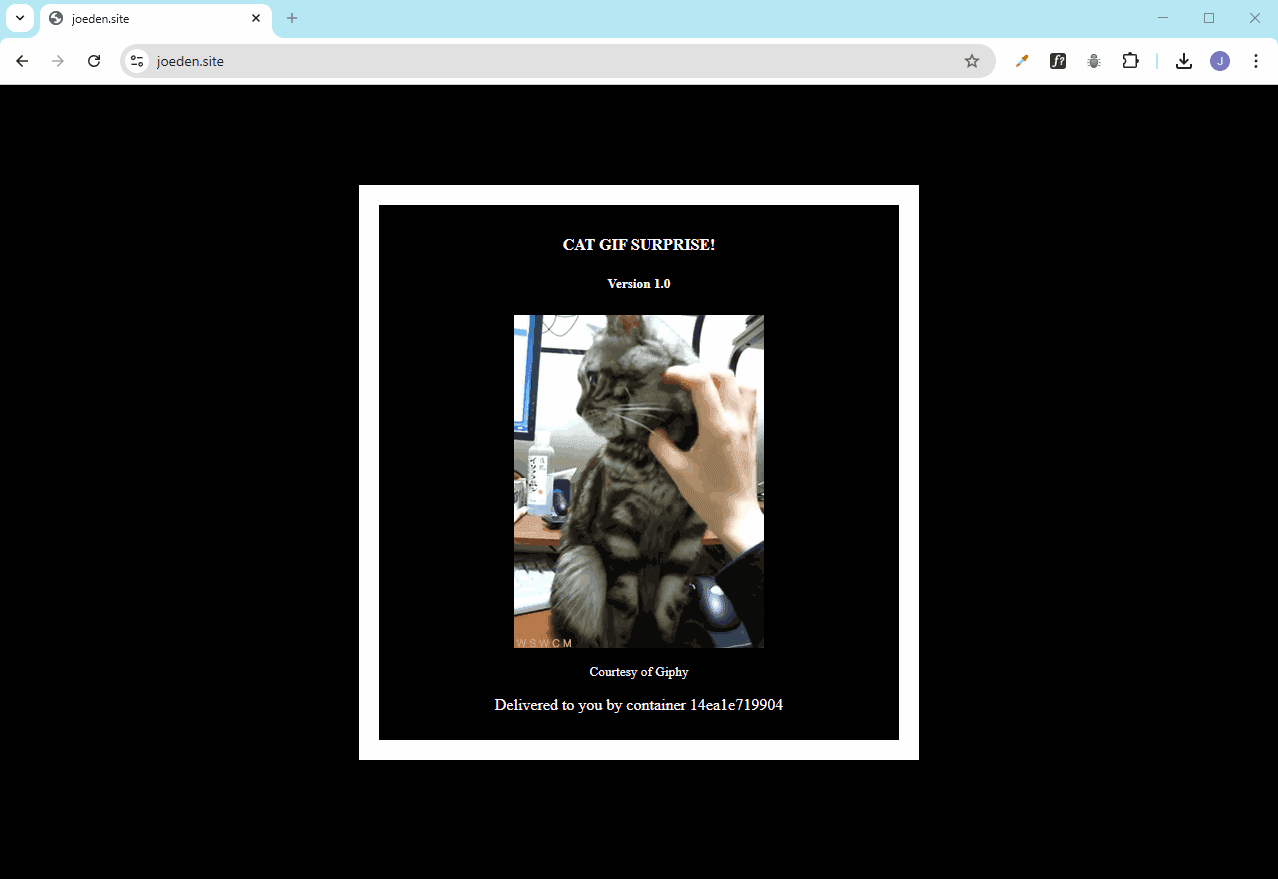 joeden.site
joeden.site
f?
J
CAT GIF SURPRISE!
Version 1.0
WSWCM
Courtesy of Giphy
Delivered to you by container 14ea1e719904